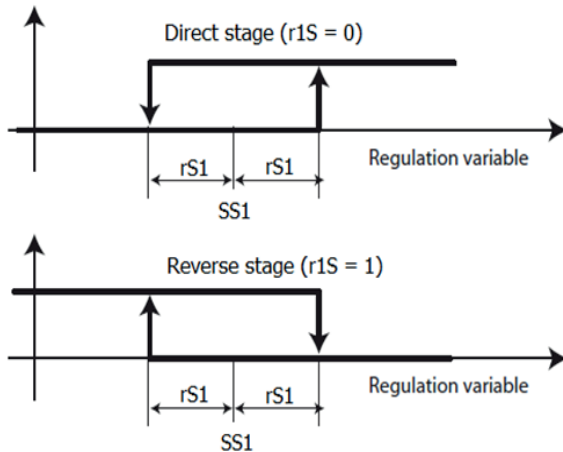 Direct stage (r1S = 0)
Regulation variable
rS1 rS1
SS1
Reverse stage (r1S = 1)
Regulation variable
rS1 rS1
SS1